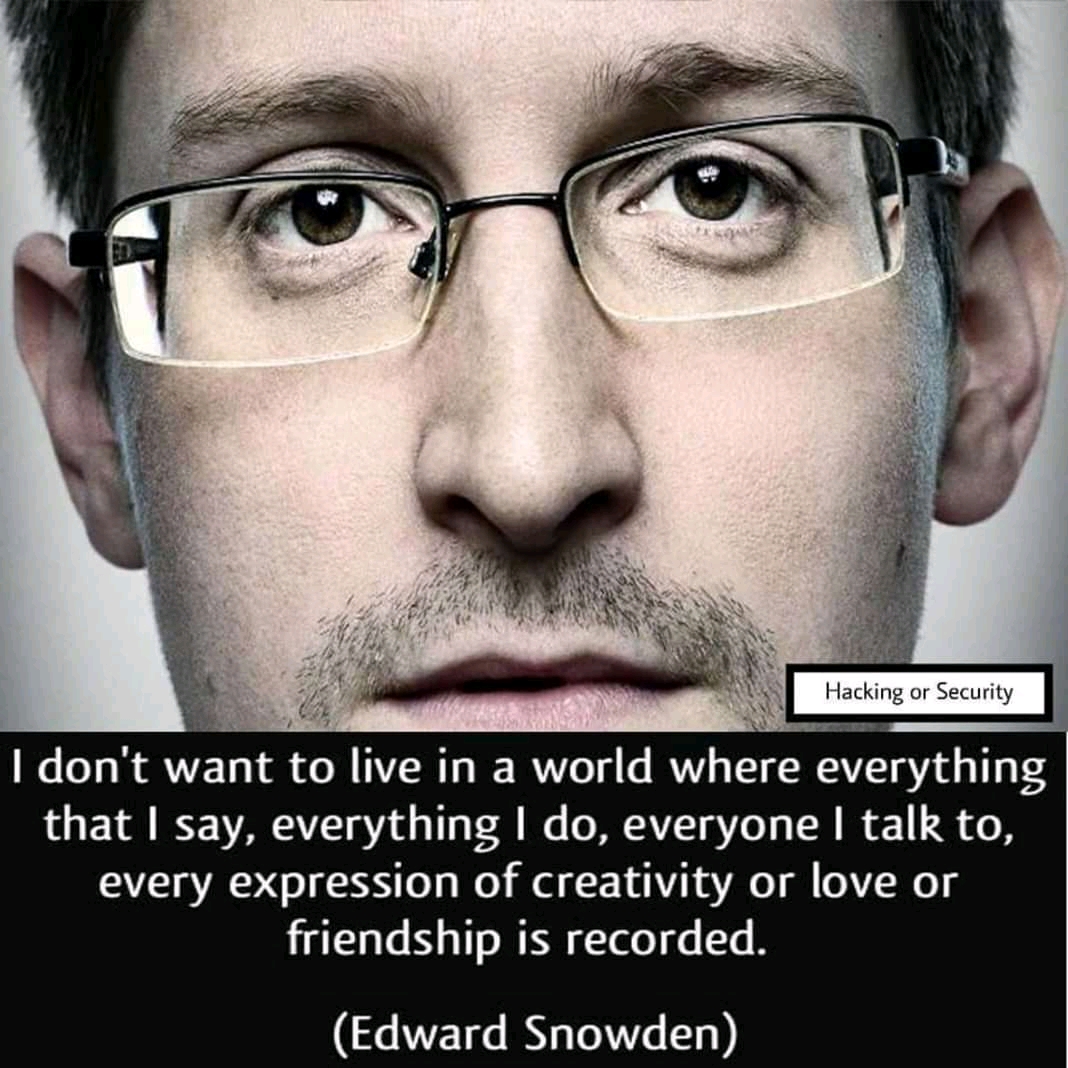 Hacking or Security
I don't want to live in a world where everything
that I say, everything I do, everyone I talk to,
every expression of creativity or love or
friendship is recorded.
(Edward Snowden)